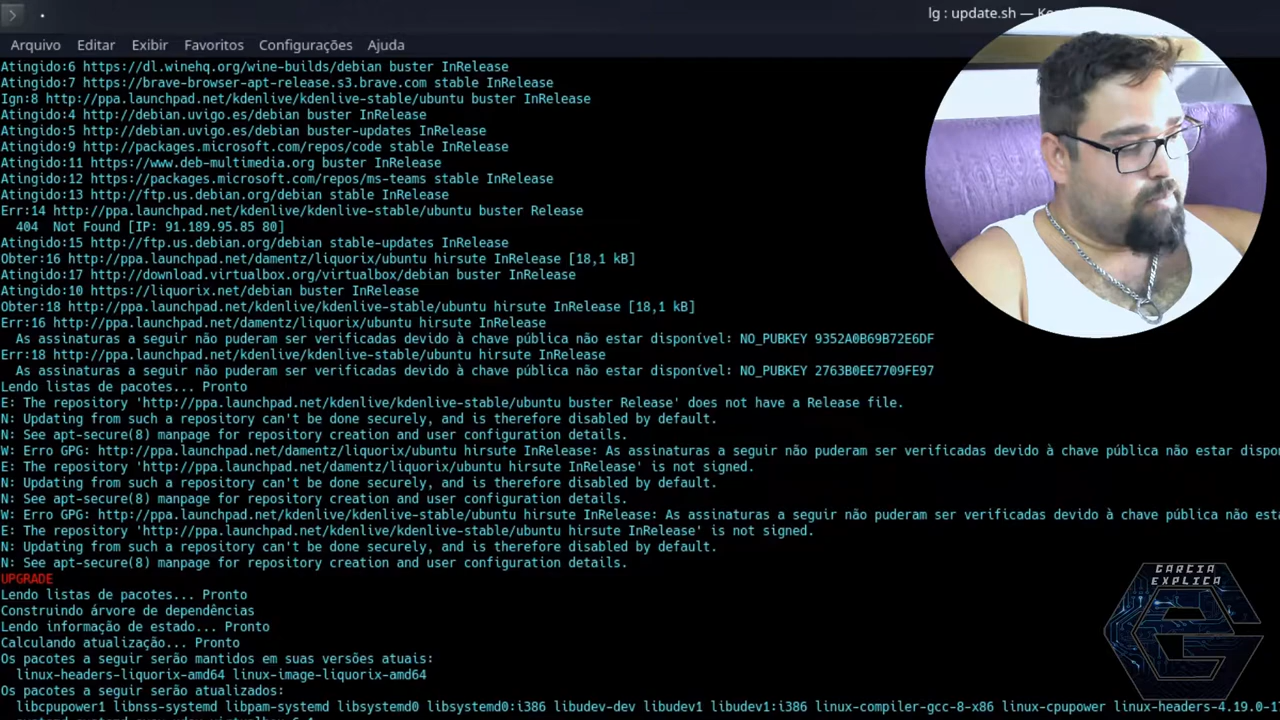 lg : update.sh —
Arquivo Editar Exibir Favoritos Configurações Ajuda
Atingido:6 https://dl.winehq.org/wine-builds/debian buster InRelease
Atingido:7 https://brave-browser-apt-release.s3.brave.com stable InRelease
Ign:8 http://ppa.launchpad.net/kdenlive/kdenlive-stable/ubuntu buster InRelease
Atingido:4 http://debian.uvigo.es/debian buster InRelease
Atingido:5 http://debian.uvigo.es/debian buster-updates InRelease
Atingido:9 http://packages.microsoft.com/repos/code stable InRelease
Atingido:11 https://www.deb-multimedia.org buster InRelease
Atingido:12 https://packages.microsoft.com/repos/ms-teams stable InRelease
Atingido:13 http://ftp.us.debian.org/debian stable InRelease
Err:14 http://ppa.launchpad.net/kdenlive/kdenlive-stable/ubuntu buster Release
404 Not Found [IP: 91.189.95.85 80]
Atingido:15 http://ftp.us.debian.org/debian stable-updates InRelease
Obter:16 http://ppa.launchpad.net/damentz/liquorix/ubuntu hirsute InRelease [18,1 kB]
Atingido:17 http://download.virtualbox.org/virtualbox/debian buster InRelease
Atingido:10 https://liquorix.net/debian buster InRelease
Obter:18 http://ppa.launchpad.net/kdenlive/kdenlive-stable/ubuntu hirsute InRelease [18,1 kB]
Err:16 http://ppa.launchpad.net/damentz/liquorix/ubuntu hirsute InRelease
As assinaturas a seguir não puderam ser verificadas devido à chave pública não estar disponível: NO_PUBKEY 9352A0B69B72E6DF
Err:18 http://ppa.launchpad.net/kdenlive/kdenlive-stable/ubuntu hirsute InRelease
As assinaturas a seguir não puderam ser verificadas devido à chave pública não estar disponível: NO_PUBKEY 2763B0EE7709FE97
Lendo listas de pacotes... Pronto
E: The repository 'http://ppa.launchpad.net/kdenlive/kdenlive-stable/ubuntu buster Release' does not have a Release file.
N: Updating from such a repository can't be done securely, and is therefore disabled by default.
N: See apt-secure(8) manpage for repository creation and user configuration details.
W: Erro GPG: http://ppa.launchpad.net/damentz/liquorix/ubuntu hirsute InRelease: As assinaturas a seguir não puderam ser verificadas devido à chave pública não estar dispon
E: The repository 'http://ppa.launchpad.net/damentz/liquorix/ubuntu hirsute InRelease' is not signed.
N: Updating from such a repository can't be done securely, and is therefore disabled by default.
N: See apt-secure(8) manpage for repository creation and user configuration details.
W: Erro GPG: http://ppa.launchpad.net/kdenlive/kdenlive-stable/ubuntu hirsute InRelease: As assinaturas a seguir não puderam ser verificadas devido à chave pública não est
E: The repository 'http://ppa.launchpad.net/kdenlive/kdenlive-stable/ubuntu hirsute InRelease' is not signed.
N: Updating from such a repository can't be done securely, and is therefore disabled by default.
N: See apt-secure(8) manpage for repository creation and user configuration details.
UPGRADE
Lendo listas de pacotes... Pronto
Construindo árvore de dependências
Lendo informação de estado... Pronto
Calculando atualização... Pronto
Os pacotes a seguir serão mantidos em suas versões atuais:
linux-headers-liquorix-amd64 linux-image-liquorix-amd64
Os pacotes a seguir serão atualizados:
libcpupower1 libnss-systemd libpam-systemd libsystemd0 libsystemd0:i386 libudev-dev libudev1 libudev1:i386 linux-compiler-gcc-8-x86 linux-cpupower linux-headers-4.19.0-1
GARCIA
EXPLICA